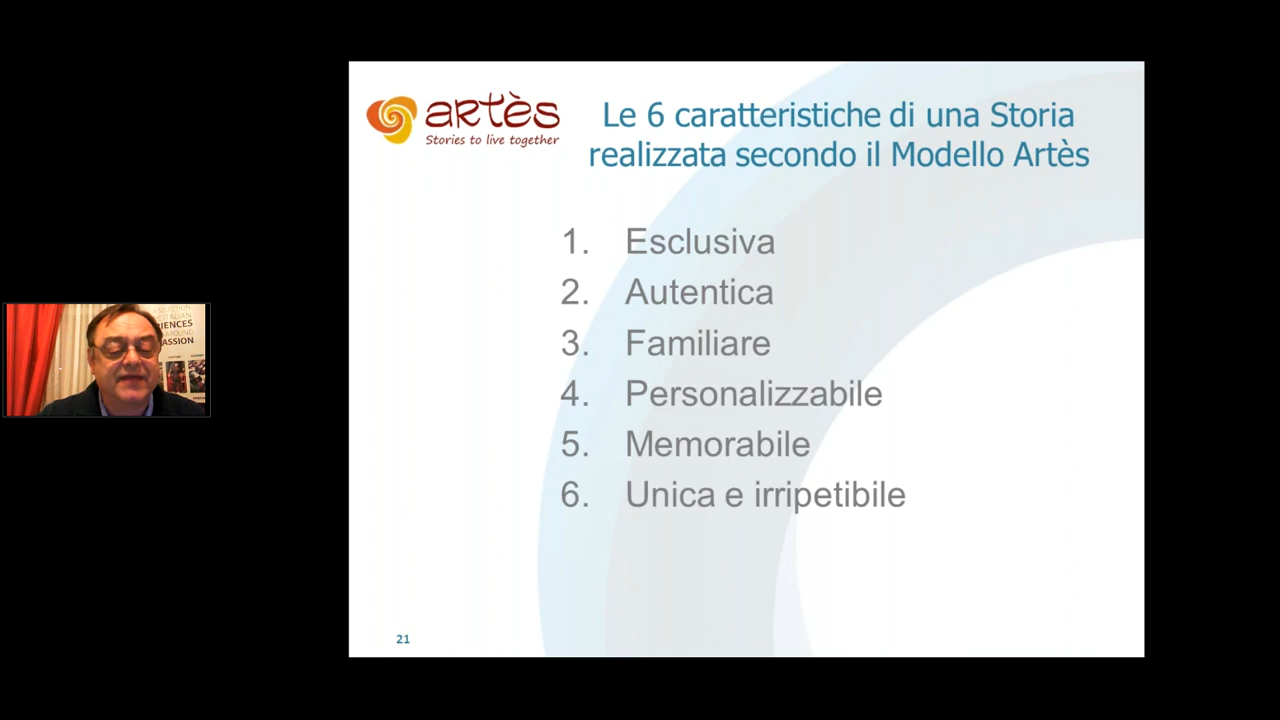 artès
Stories to live together
Le 6 caratteristiche di una Storia
realizzata secondo il Modello Artès
1. Esclusiva
2. Autentica
3. Familiare
4. Personalizzabile
5. Memorabile
6. Unica e irripetibile
21